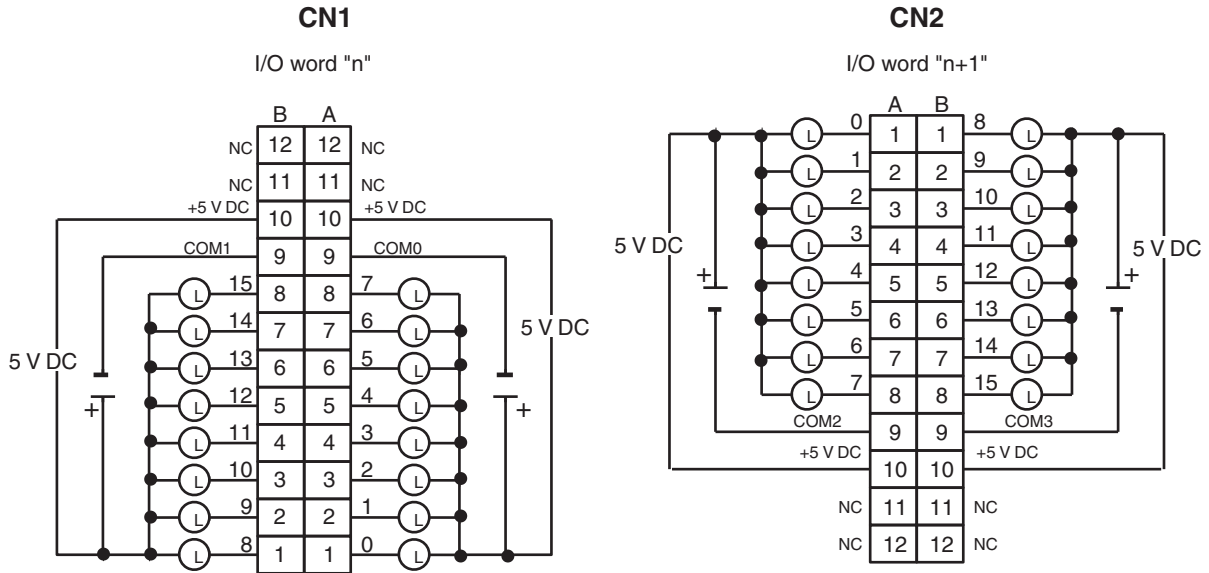 CN1
I/O word "n"
B A
NC 12 12 NC
NC 11 11 NC
+5 V DC 10 10 +5 V DC
COM1 9 9 COM0
L 15 8 8 7 L
L 14 7 7 6 L
L 13 6 6 5 L
L 12 5 5 4 L
L 11 4 4 3 L
L 10 3 3 2 L
L 9 2 2 1 L
L 8 1 1 0 L
5 V DC
+
5 V DC
+
CN2
I/O word "n+1"
A B
L 0 1 1 8 L
L 1 2 2 9 L
L 2 3 3 10 L
L 3 4 4 11 L
L 4 5 5 12 L
L 5 6 6 13 L
L 6 7 7 14 L
L 7 8 8 15 L
COM2 9 9 COM3
+5 V DC 10 10 +5 V DC
NC 11 11 NC
NC 12 12 NC
5 V DC
+
5 V DC
+